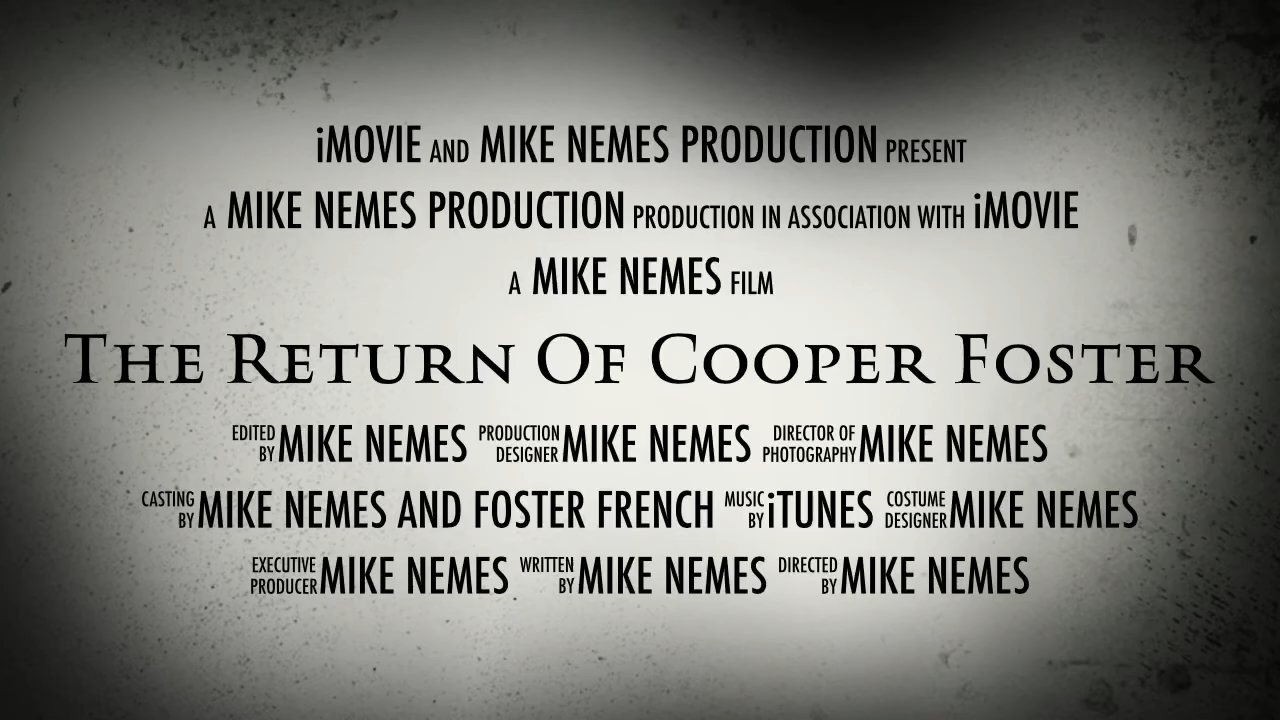 iMOVIE AND MIKE NEMES PRODUCTION PRESENT
A MIKE NEMES PRODUCTION PRODUCTION IN ASSOCIATION WITH iMOVIE
A MIKE NEMES FILM
THE RETURN OF COOPER FOSTER
EDITED BY MIKE NEMES PRODUCTION DESIGNER MIKE NEMES DIRECTOR OF PHOTOGRAPHY MIKE NEMES
CASTING BY MIKE NEMES AND FOSTER FRENCH MUSIC BY iTUNES COSTUME DESIGNER MIKE NEMES
EXECUTIVE PRODUCER MIKE NEMES WRITTEN BY MIKE NEMES DIRECTED BY MIKE NEMES